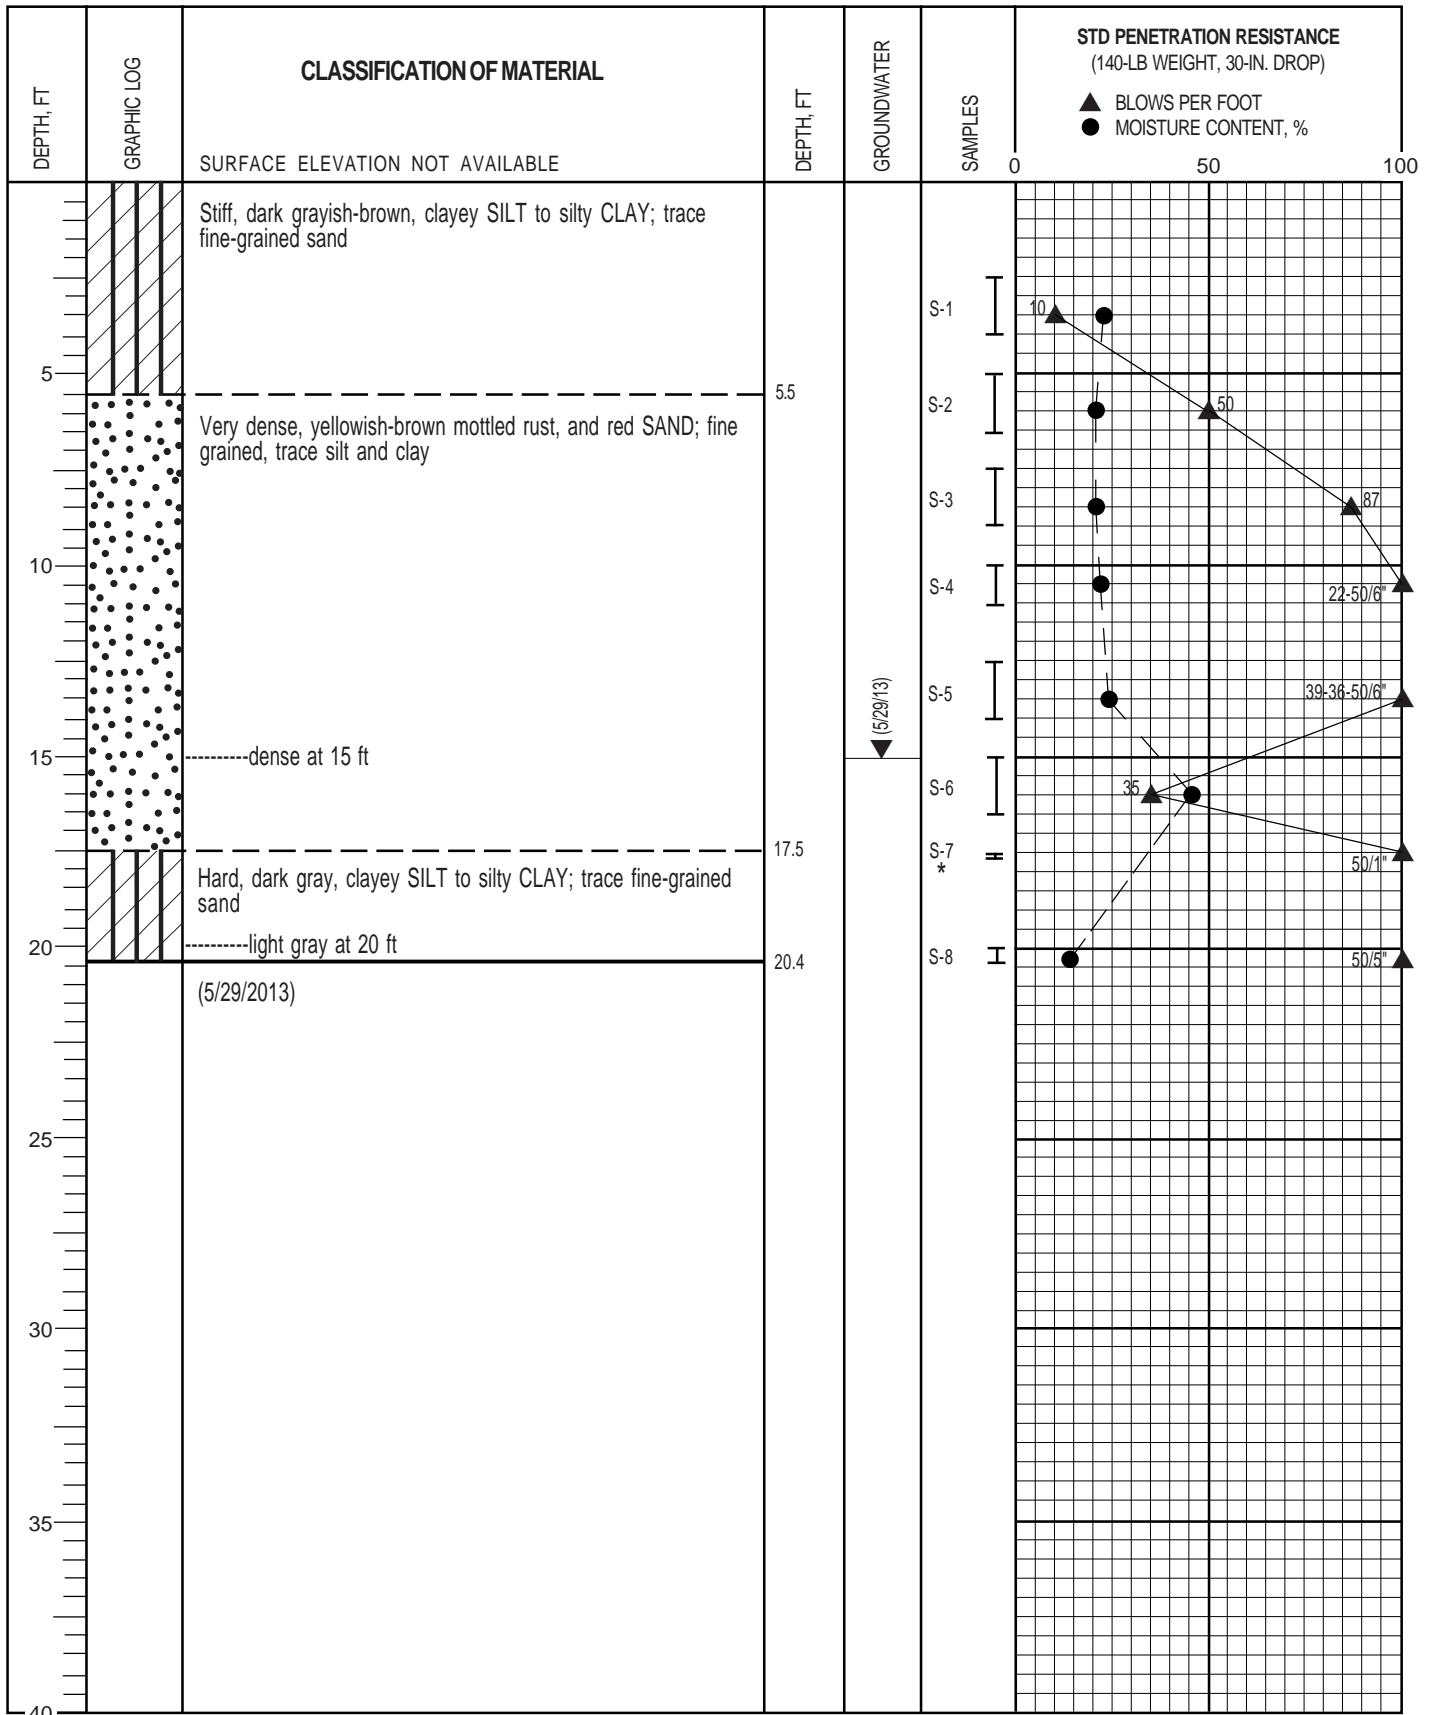 DEPTH, FT
GRAPHIC LOG
CLASSIFICATION OF MATERIAL
SURFACE ELEVATION NOT AVAILABLE
DEPTH, FT
GROUNDWATER
SAMPLES
STD PENETRATION RESISTANCE
(140-LB WEIGHT, 30-IN. DROP)
BLOWS PER FOOT
MOISTURE CONTENT, %
0 50 100
Stiff, dark grayish-brown, clayey SILT to silty CLAY; trace
fine-grained sand
S-1
10
5
5.5
S-2
50
Very dense, yellowish-brown mottled rust, and red SAND; fine
grained, trace silt and clay
S-3
87
10
S-4
22-50/6"
S-5
39-36-50/6"
(5/29/13)
15
--------dense at 15 ft
S-6
35
17.5
S-7
*
50/1"
Hard, dark gray, clayey SILT to silty CLAY; trace fine-grained
sand
20
--------light gray at 20 ft
20.4
S-8
50/5"
(5/29/2013)
25
30
35
40